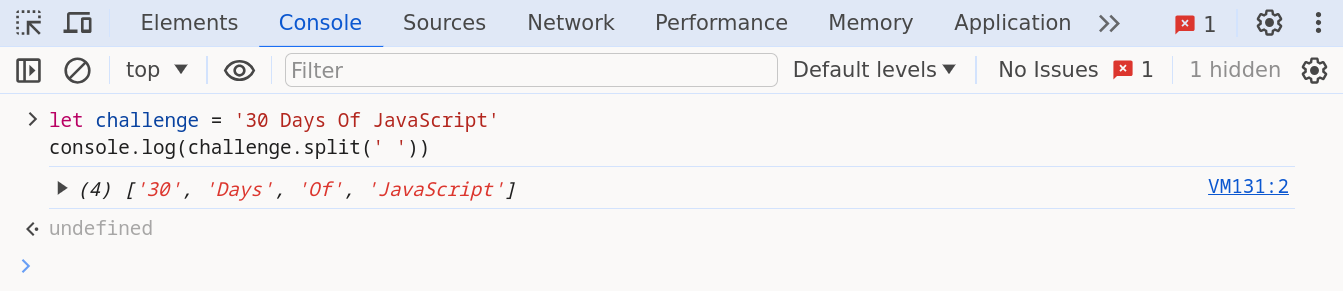 Elements Console Sources Network Performance Memory Application 1
top Filter Default levels No Issues 1 1 hidden
let challenge = '30 Days Of JavaScript'
console.log(challenge.split(' '))
(4) ['30', 'Days', 'Of', 'JavaScript'] VM131:2
undefined